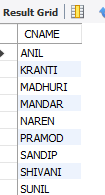 Result Grid
CNAME
ANIL
KRANTI
MADHURI
MANDAR
NAREN
PRAMOD
SANDIP
SHIVANI
SUNIL